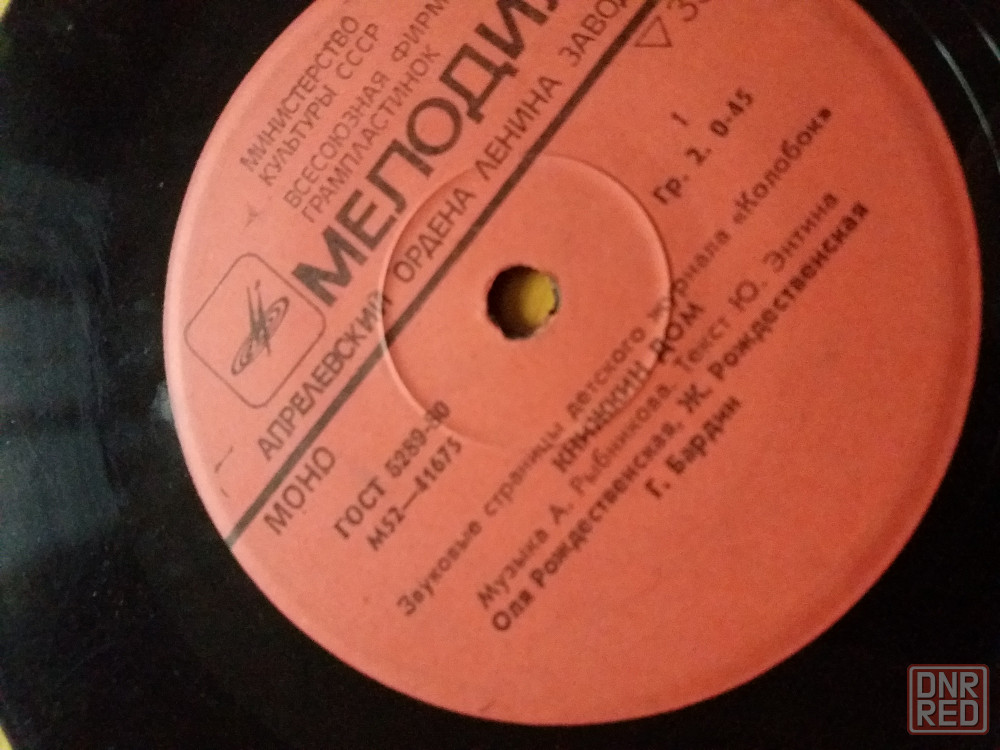 МИНИСТЕРСТВО
КУЛЬТУРЫ СССР
ВСЕСОЮЗНАЯ ФИРМ
ГРАМПЛАСТИНОК
МЕЛОДИЯ
АПРЕЛЕВСКИЙ ОРДЕНА ЛЕНИНА ЗАВОД
МОНО
▽ 33
ГОСТ 5289-80
М52—41675
1
Гр. 2. 0-45
Звуковые страницы детского журнала «Колобок»
КНИЖКИН ДОМ
Музыка А. Рыбникова. Текст Ю. Энтина
Оля Рождественская, Ж. Рождественская
Г. Бардин
DNR
RED